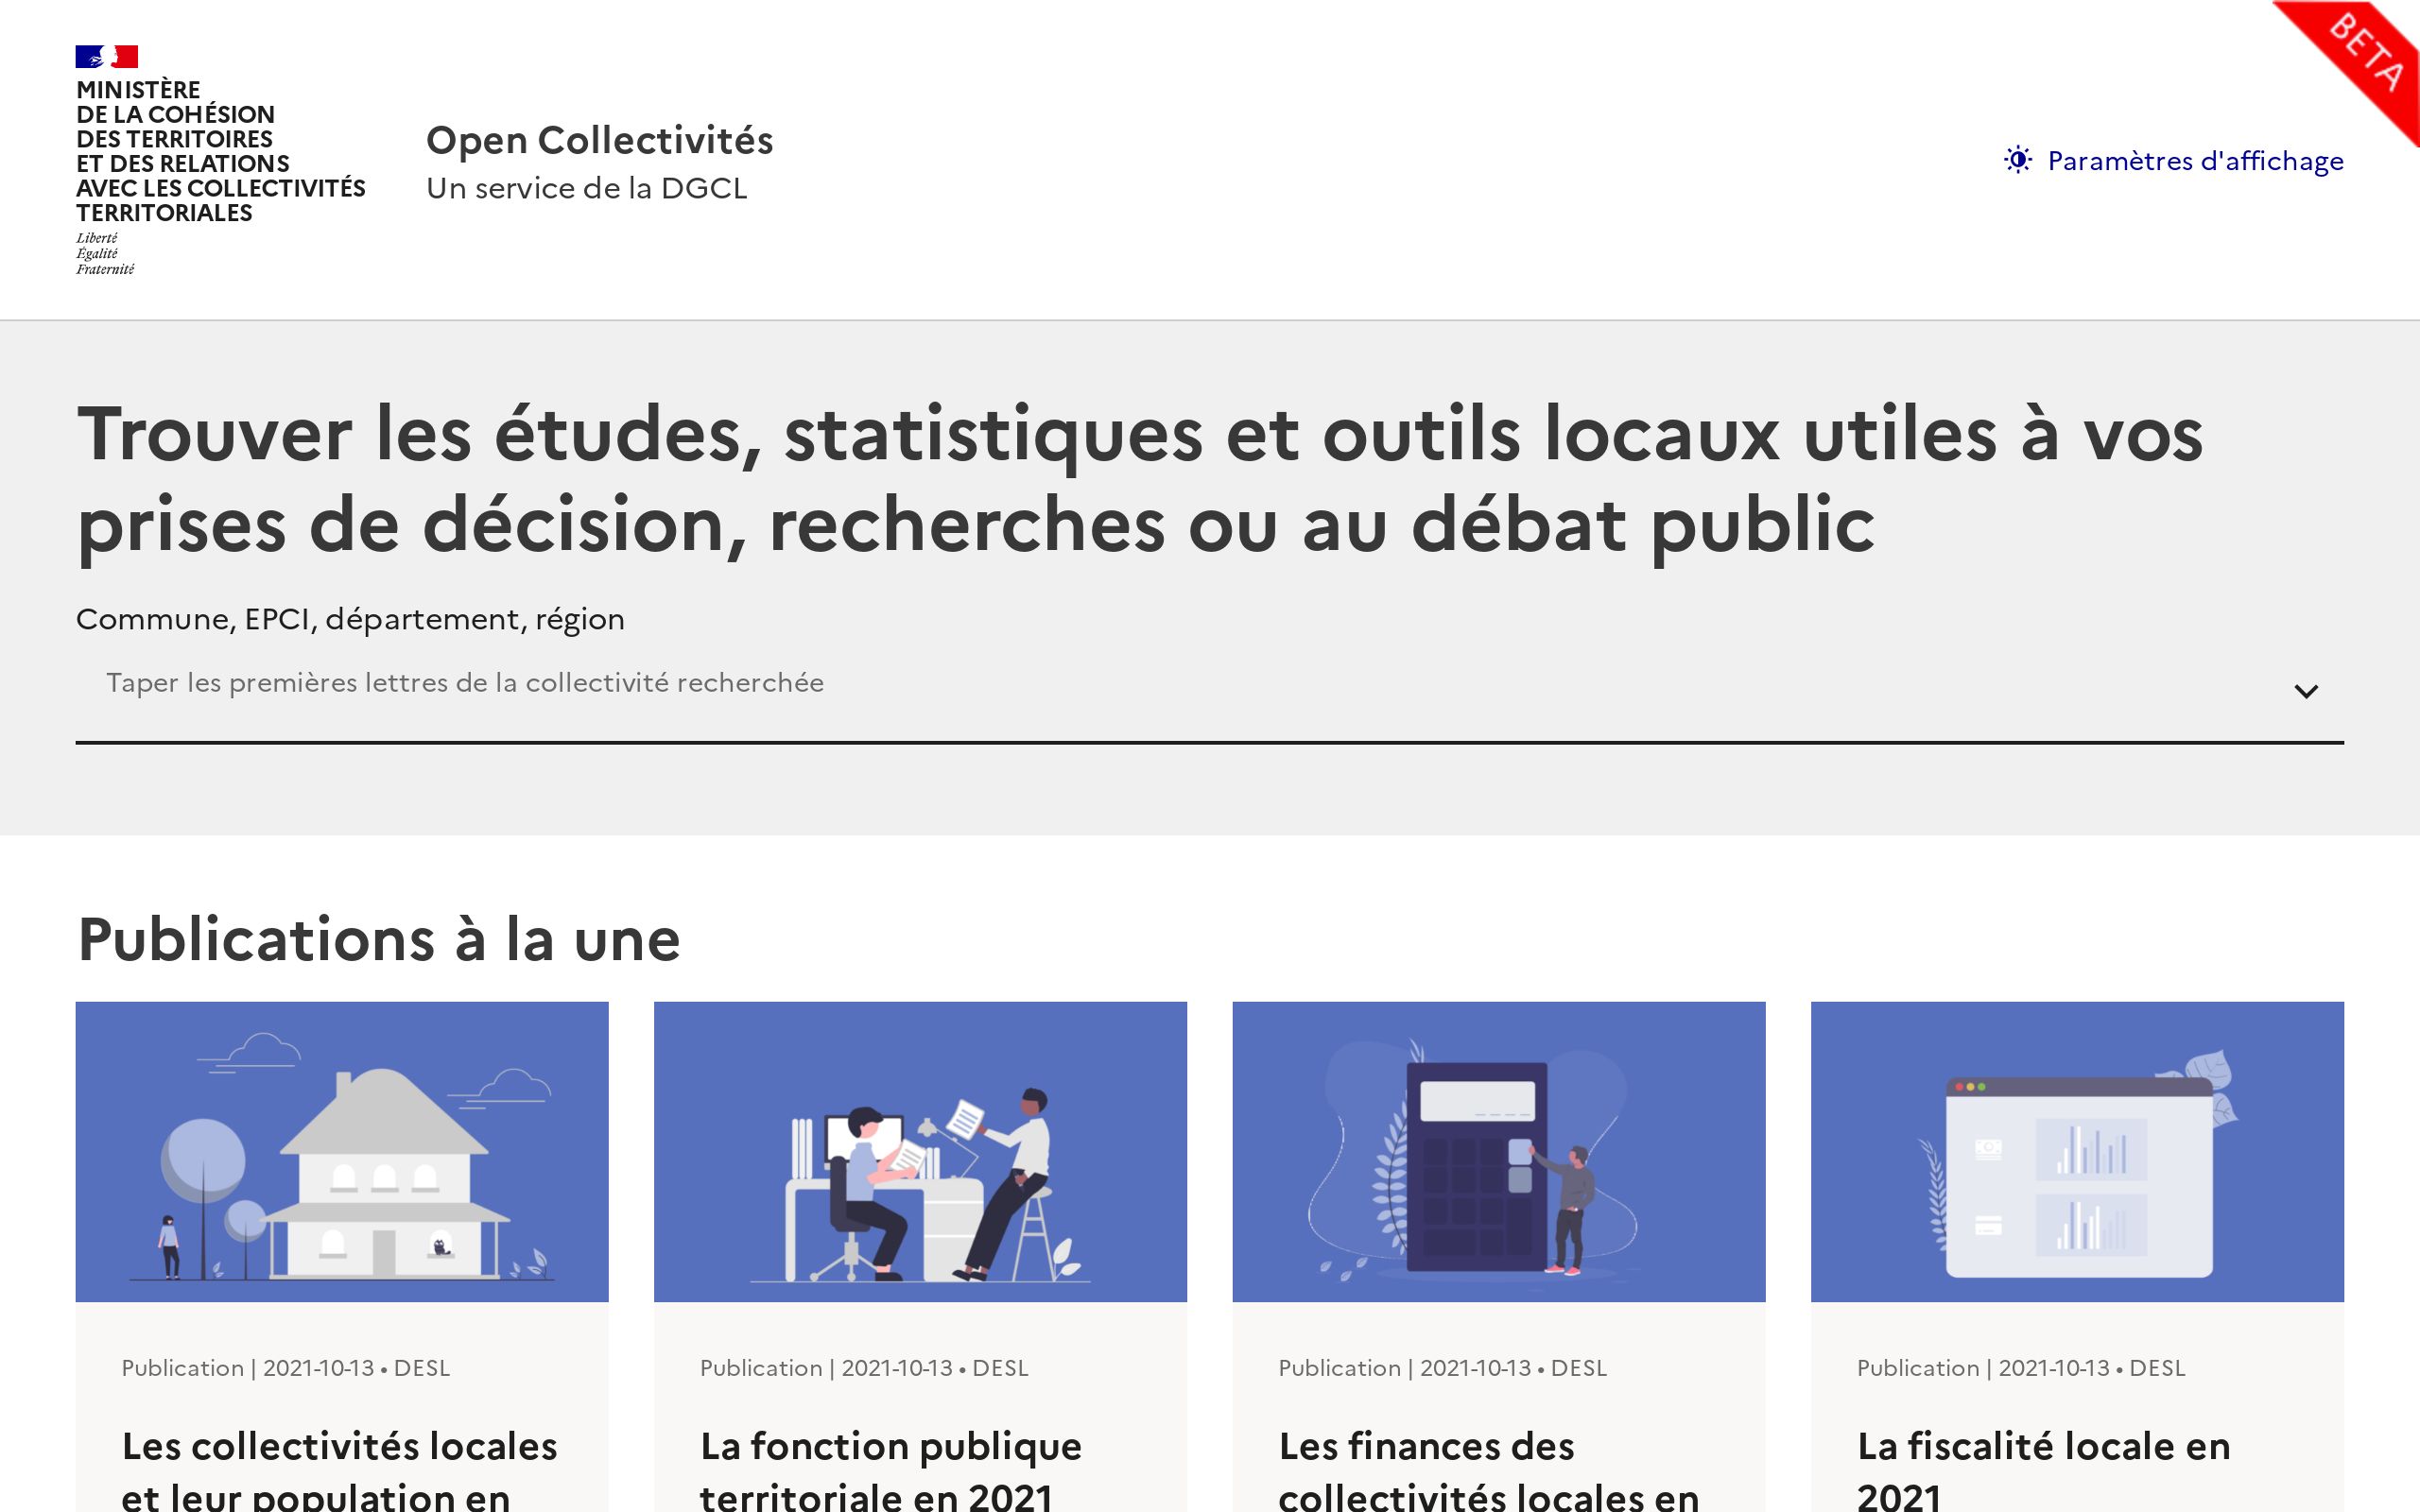 MINISTÈRE
DE LA COHÉSION
DES TERRITOIRES
ET DES RELATIONS
AVEC LES COLLECTIVITÉS
TERRITORIALES
Liberté
Égalité
Fraternité
Open Collectivités
Un service de la DGCL
Paramètres d'affichage
BETA
Trouver les études, statistiques et outils locaux utiles à vos
prises de décision, recherches ou au débat public
Commune, EPCI, département, région
Taper les premières lettres de la collectivité recherchée
Publications à la une
Publication | 2021-10-13 • DESL
Les collectivités locales
et leur population en
Publication | 2021-10-13 • DESL
La fonction publique
territoriale en 2021
Publication | 2021-10-13 • DESL
Les finances des
collectivités locales en
Publication | 2021-10-13 • DESL
La fiscalité locale en
2021